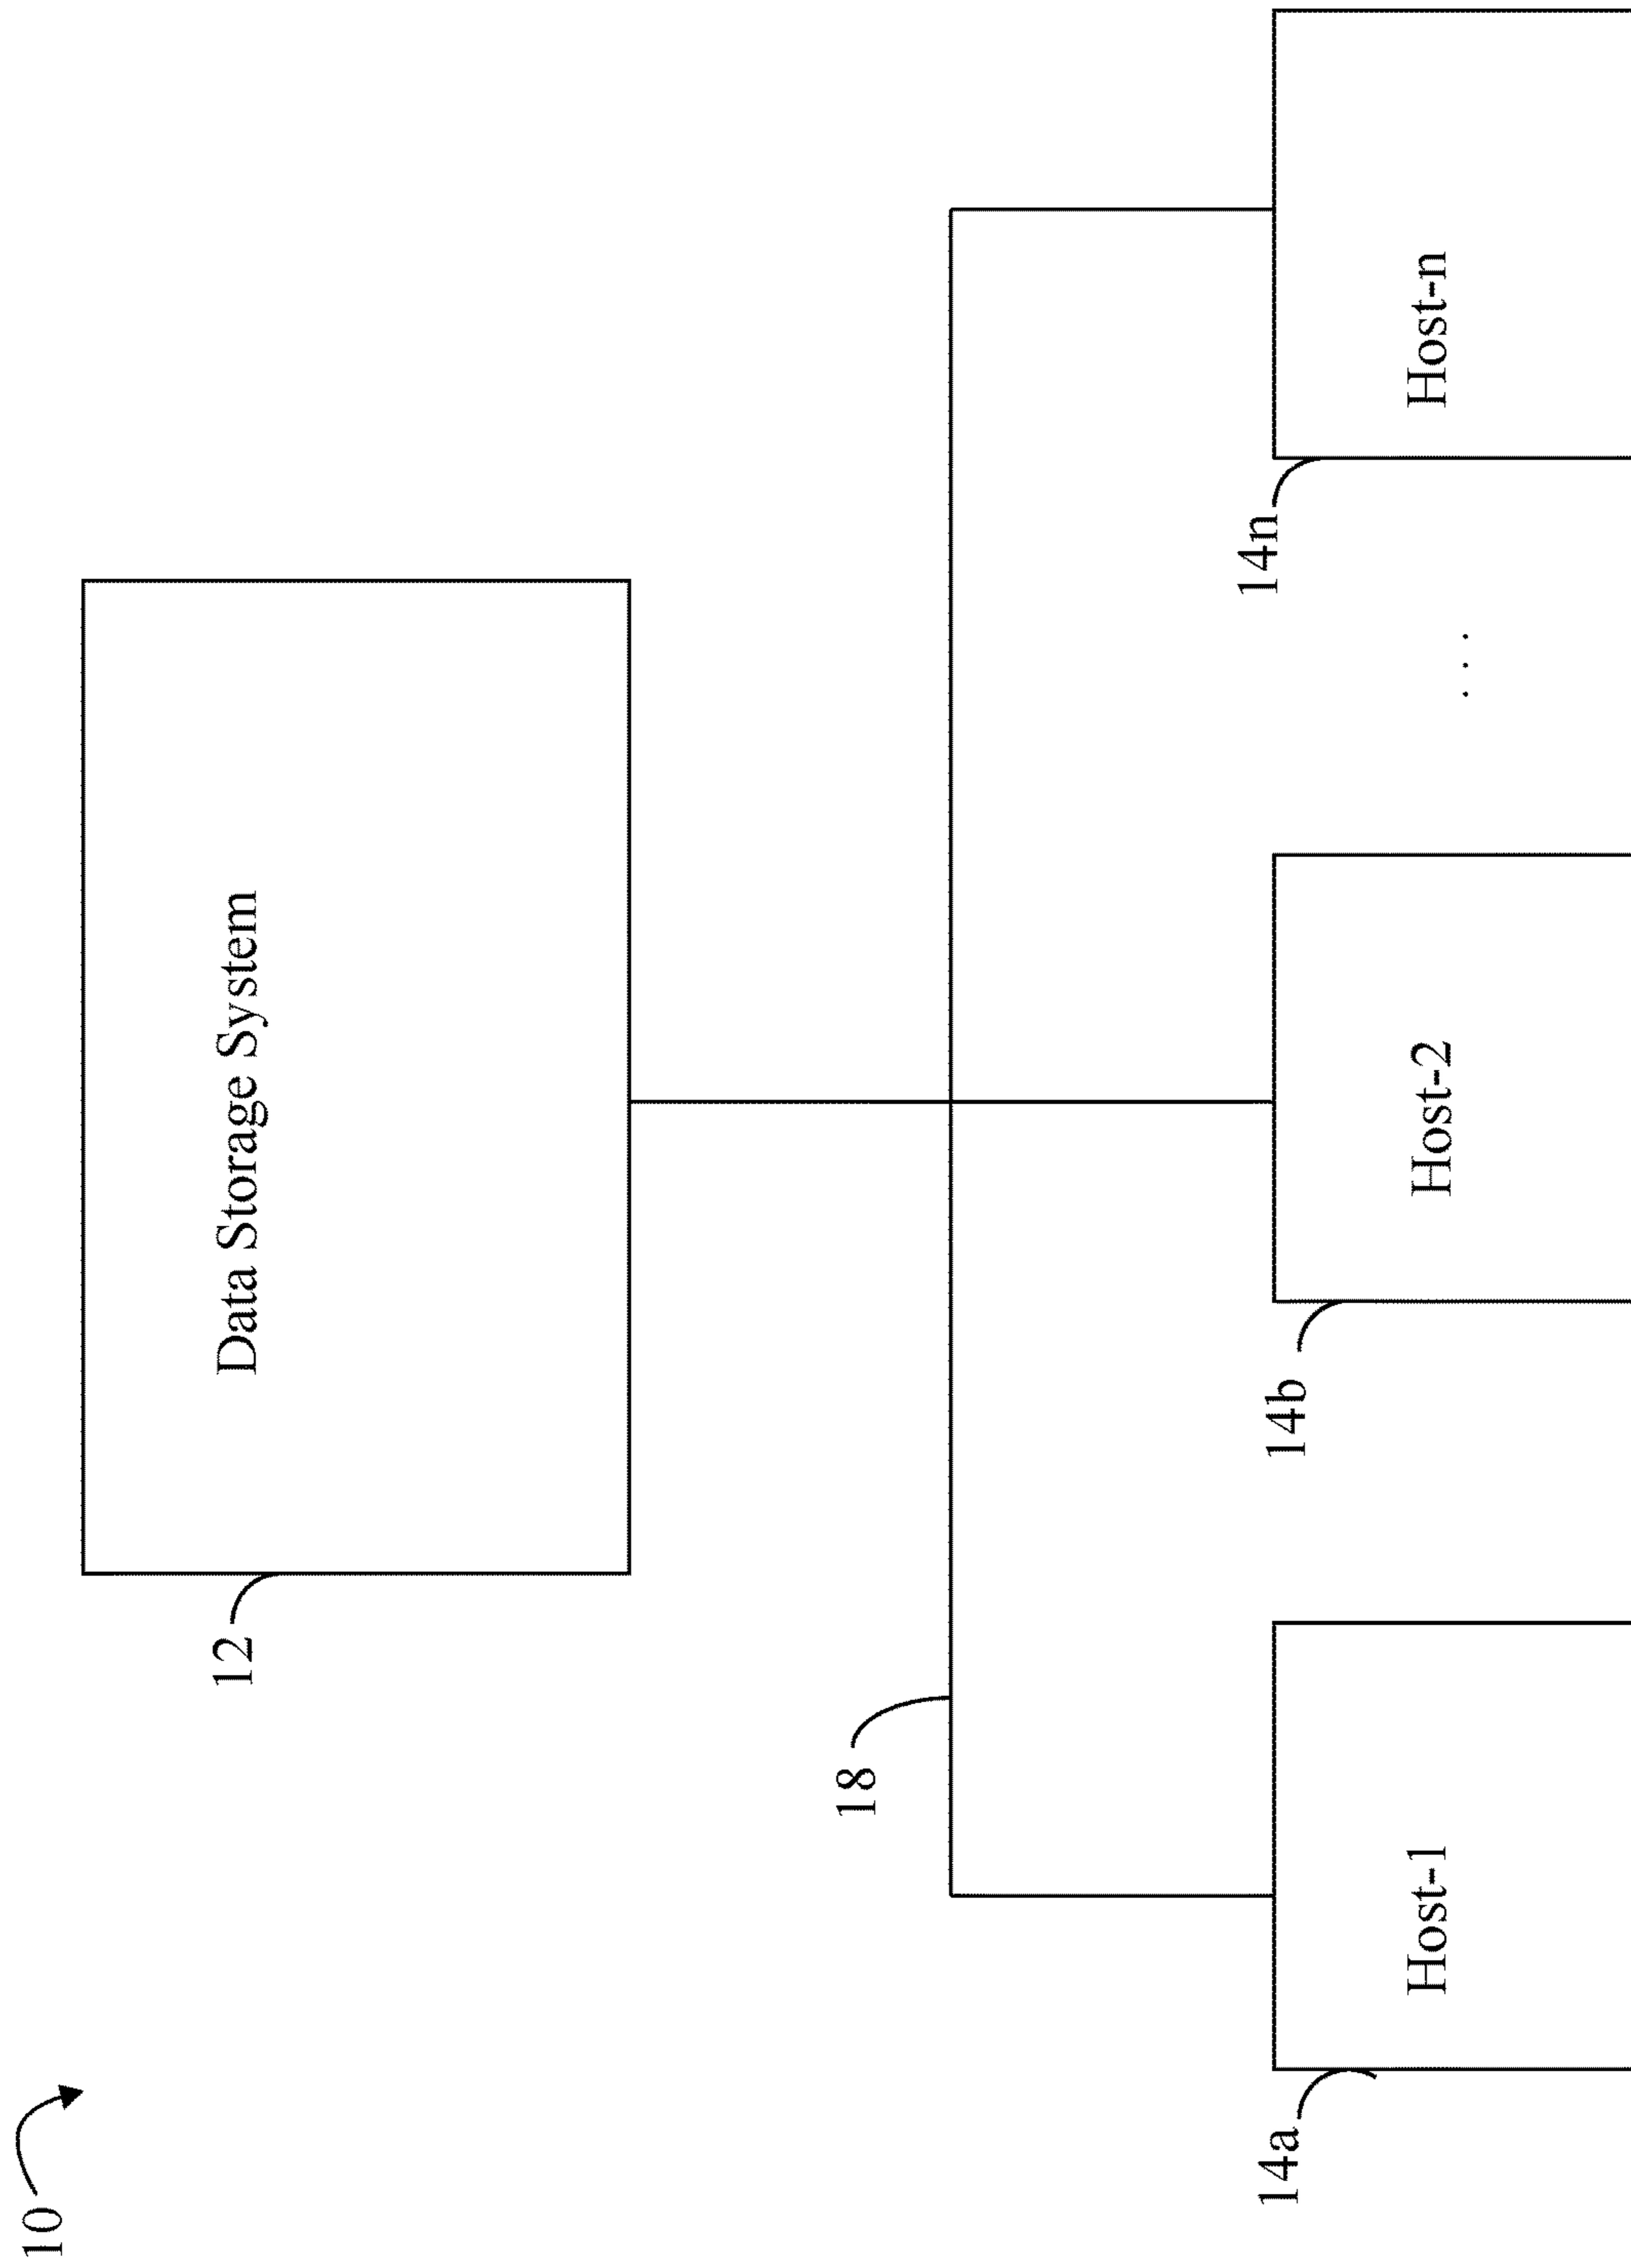 10
12
Data Storage System
18
14a
Host-1
14b
Host-2
. . .
14n
Host-n